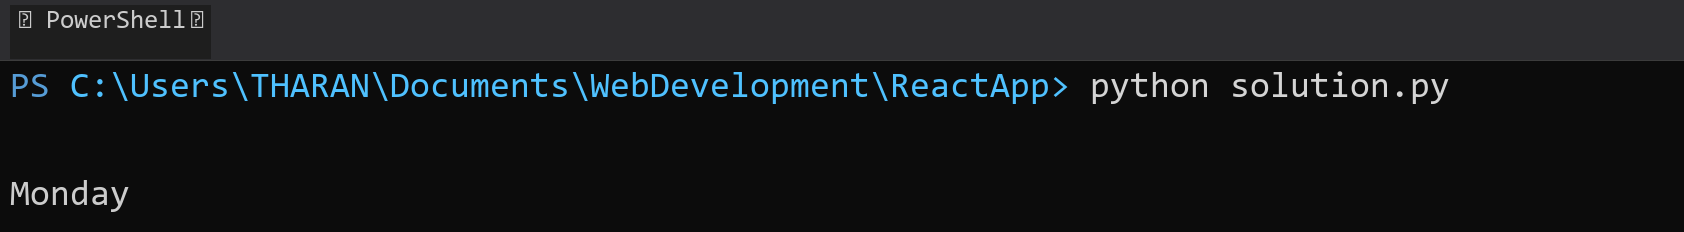 PowerShell
PS C:\Users\THARAN\Documents\WebDevelopment\ReactApp> python solution.py
Monday